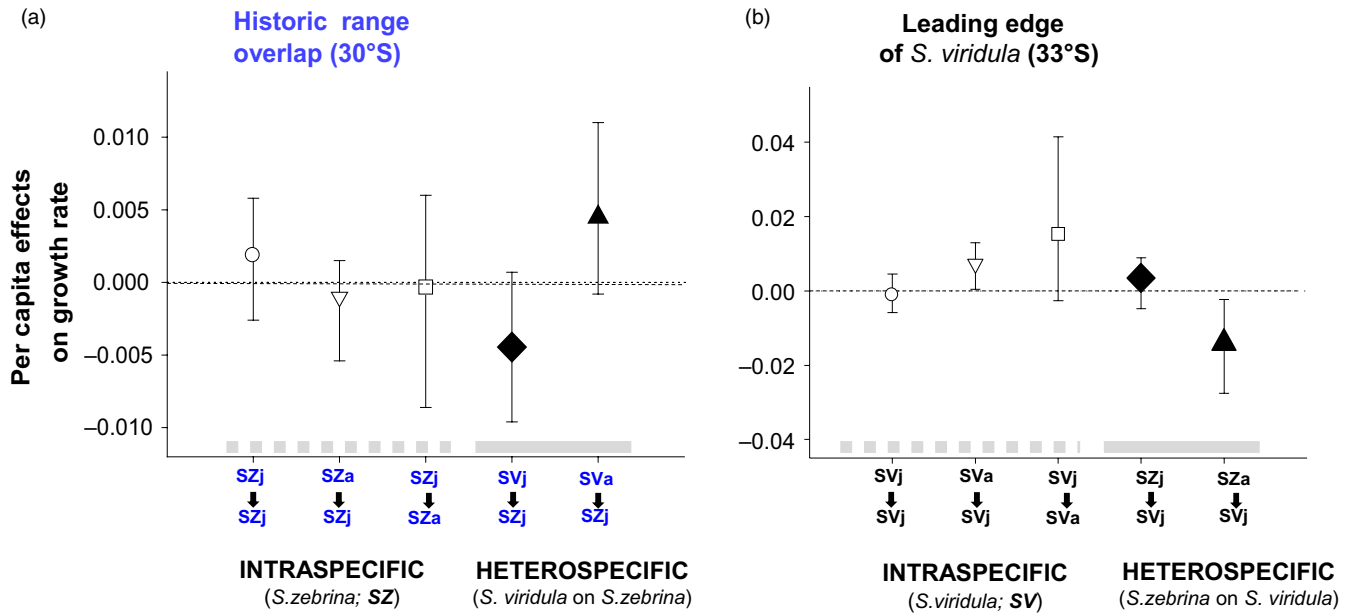 (a)
Historic range
overlap (30°S)
Per capita effects
on growth rate
0.010
0.005
0.000
−0.005
−0.010
SZj SZa SZj SVj SVa
SZj SZj SZa SZj SZj
INTRASPECIFIC HETEROSPECIFIC
(S.zebrina; SZ) (S. viridula on S.zebrina)
(b)
Leading edge
of S. viridula (33°S)
0.04
0.02
0.00
−0.02
−0.04
SVj SVa SVj SZj SZa
SVj SVj SVa SVj SVj
INTRASPECIFIC HETEROSPECIFIC
(S.viridula; SV) (S.zebrina on S. viridula)